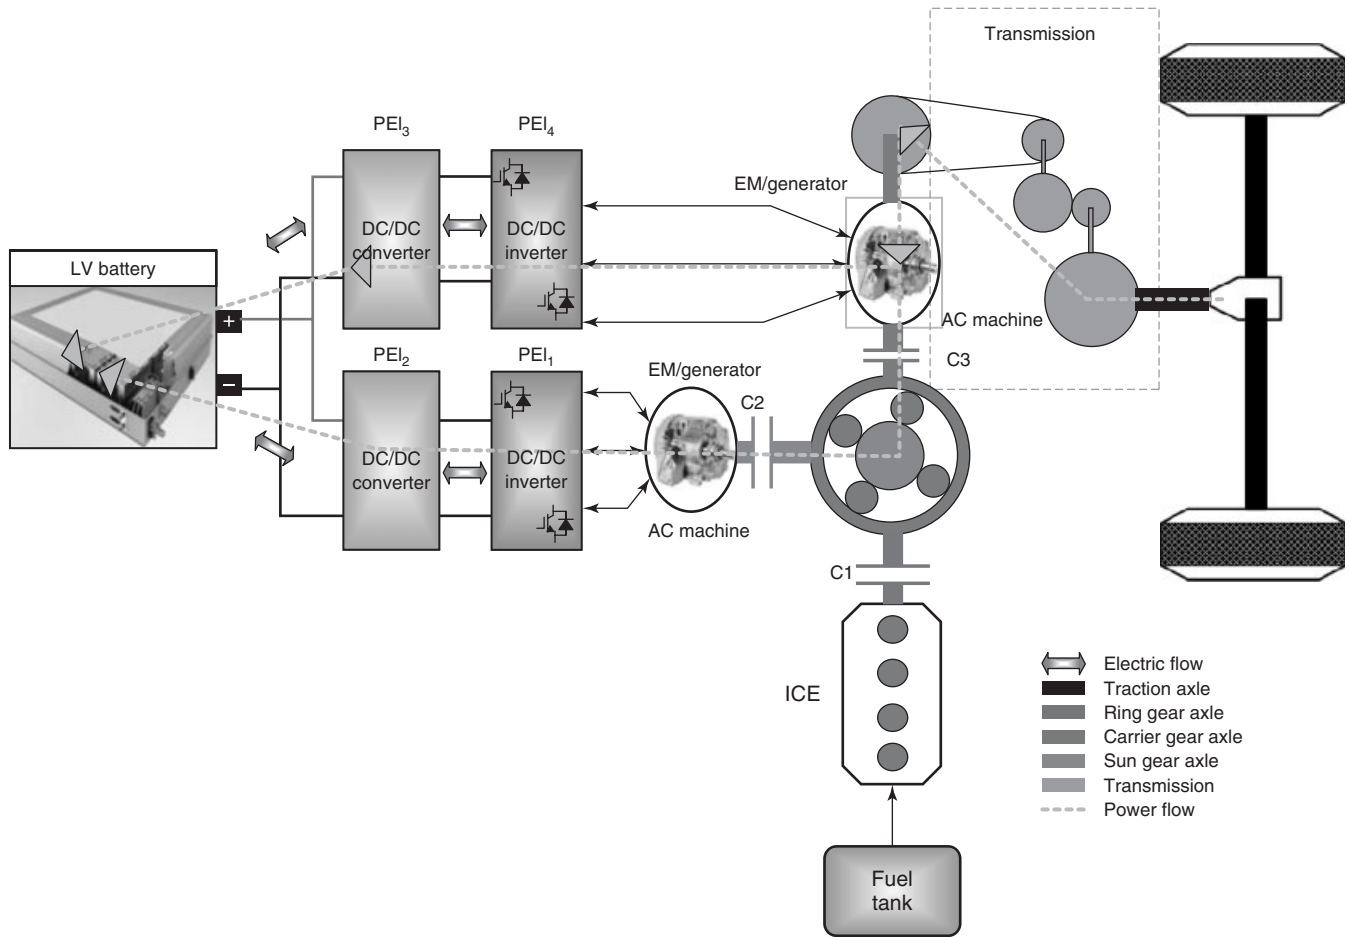 Transmission
PEI3
PEI4
EM/generator
DC/DC
converter
DC/DC
inverter
LV battery
+
−
AC machine
C3
PEI2
PEI1
EM/generator
C2
DC/DC
converter
DC/DC
inverter
AC machine
C1
ICE
Electric flow
Traction axle
Ring gear axle
Carrier gear axle
Sun gear axle
Transmission
Power flow
Fuel
tank